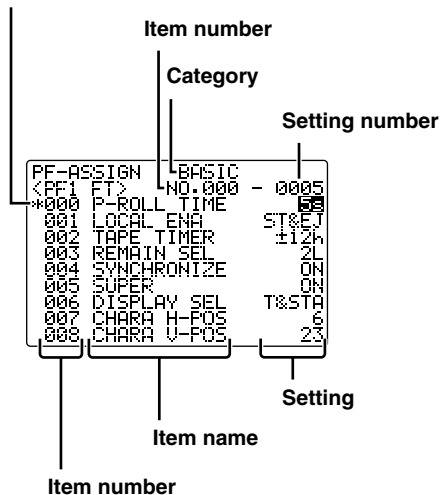 Item number
Category
Setting number
PF-ASSIGN BASIC
<PF1 FT> NO.000 - 0005
*000 P-ROLL TIME 5s
001 LOCAL ENA ST&EJ
002 TAPE TIMER ±12h
003 REMAIN SEL 2L
004 SYNCHRONIZE ON
005 SUPER ON
006 DISPLAY SEL T&STA
007 CHARA H-POS 6
008 CHARA V-POS 23
Setting
Item name
Item number